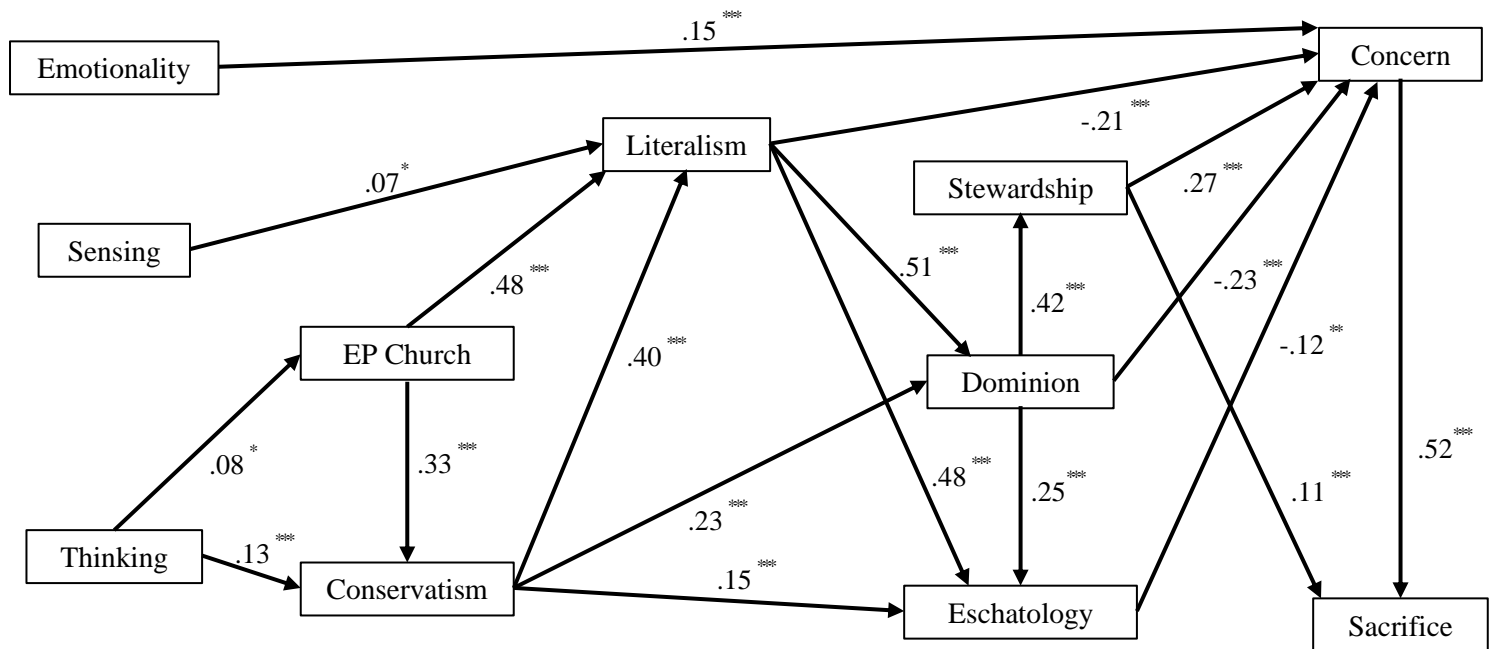 .15***
Emotionality
Concern
Literalism
-.21***
.07*
Stewardship
.27***
Sensing
.48***
.51***
-.23***
.42***
EP Church
.40***
-.12**
Dominion
.08*
.33***
.48***
.25***
.52***
.11***
.23***
Thinking
.13***
Conservatism
.15***
Eschatology
Sacrifice